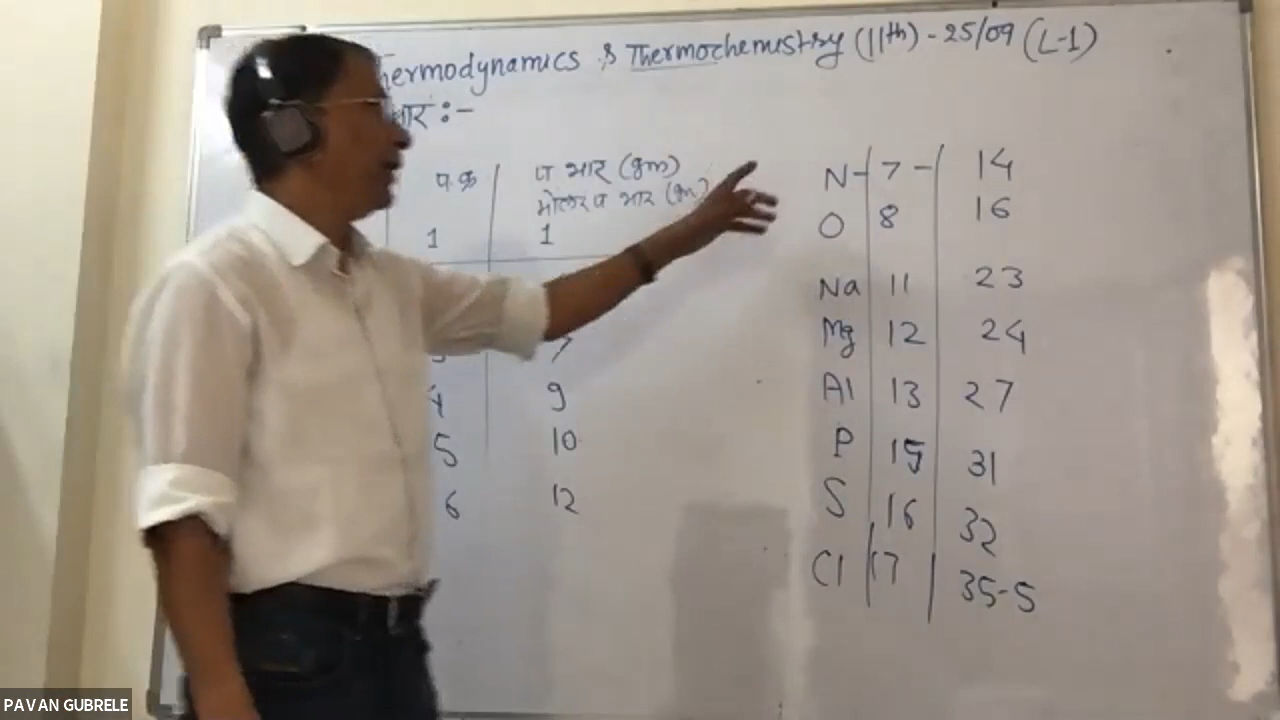 hermodynamics & Thermochemistry (11th) - 25/09 (L-1)
भार :-
प.क्र प भार (gm)
मोलर प भार (gm)
1 1
7
4 9
5 10
6 12
N - 7 - 14
O 8 16
Na 11 23
Mg 12 24
Al 13 27
P 15 31
S 16 32
Cl 17 35-5
PAVAN GUBRELE